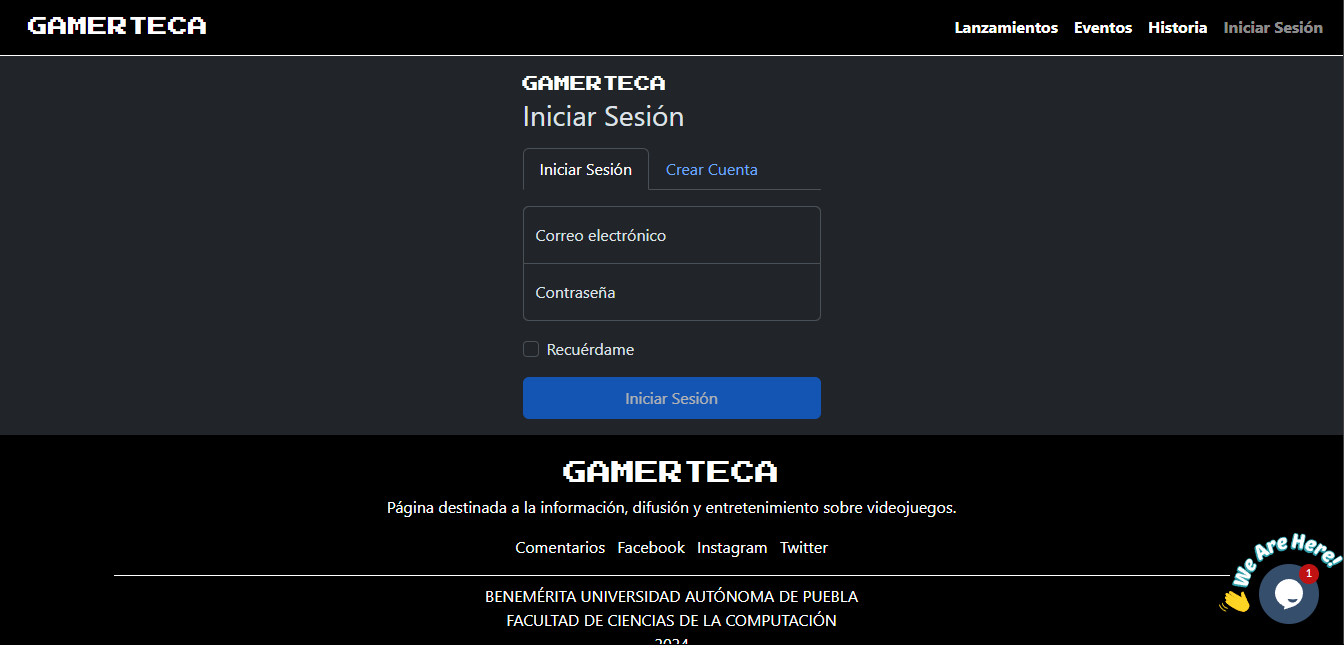 GAMERTECA
Lanzamientos Eventos Historia Iniciar Sesión
GAMERTECA
Iniciar Sesión
Iniciar Sesión Crear Cuenta
Correo electrónico
Contraseña
Recuérdame
Iniciar Sesión
GAMERTECA
Página destinada a la información, difusión y entretenimiento sobre videojuegos.
Comentarios Facebook Instagram Twitter
We Are Here!
1
BENEMÉRITA UNIVERSIDAD AUTÓNOMA DE PUEBLA
FACULTAD DE CIENCIAS DE LA COMPUTACIÓN
2024